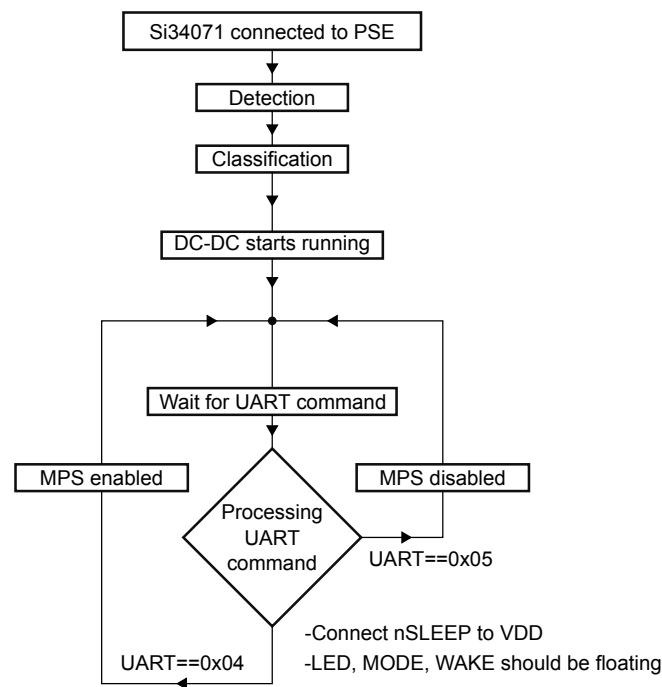 Si34071 connected to PSE
Detection
Classification
DC-DC starts running
Wait for UART command
MPS enabled
MPS disabled
Processing
UART
command
UART==0x05
-Connect nSLEEP to VDD
UART==0x04
-LED, MODE, WAKE should be floating